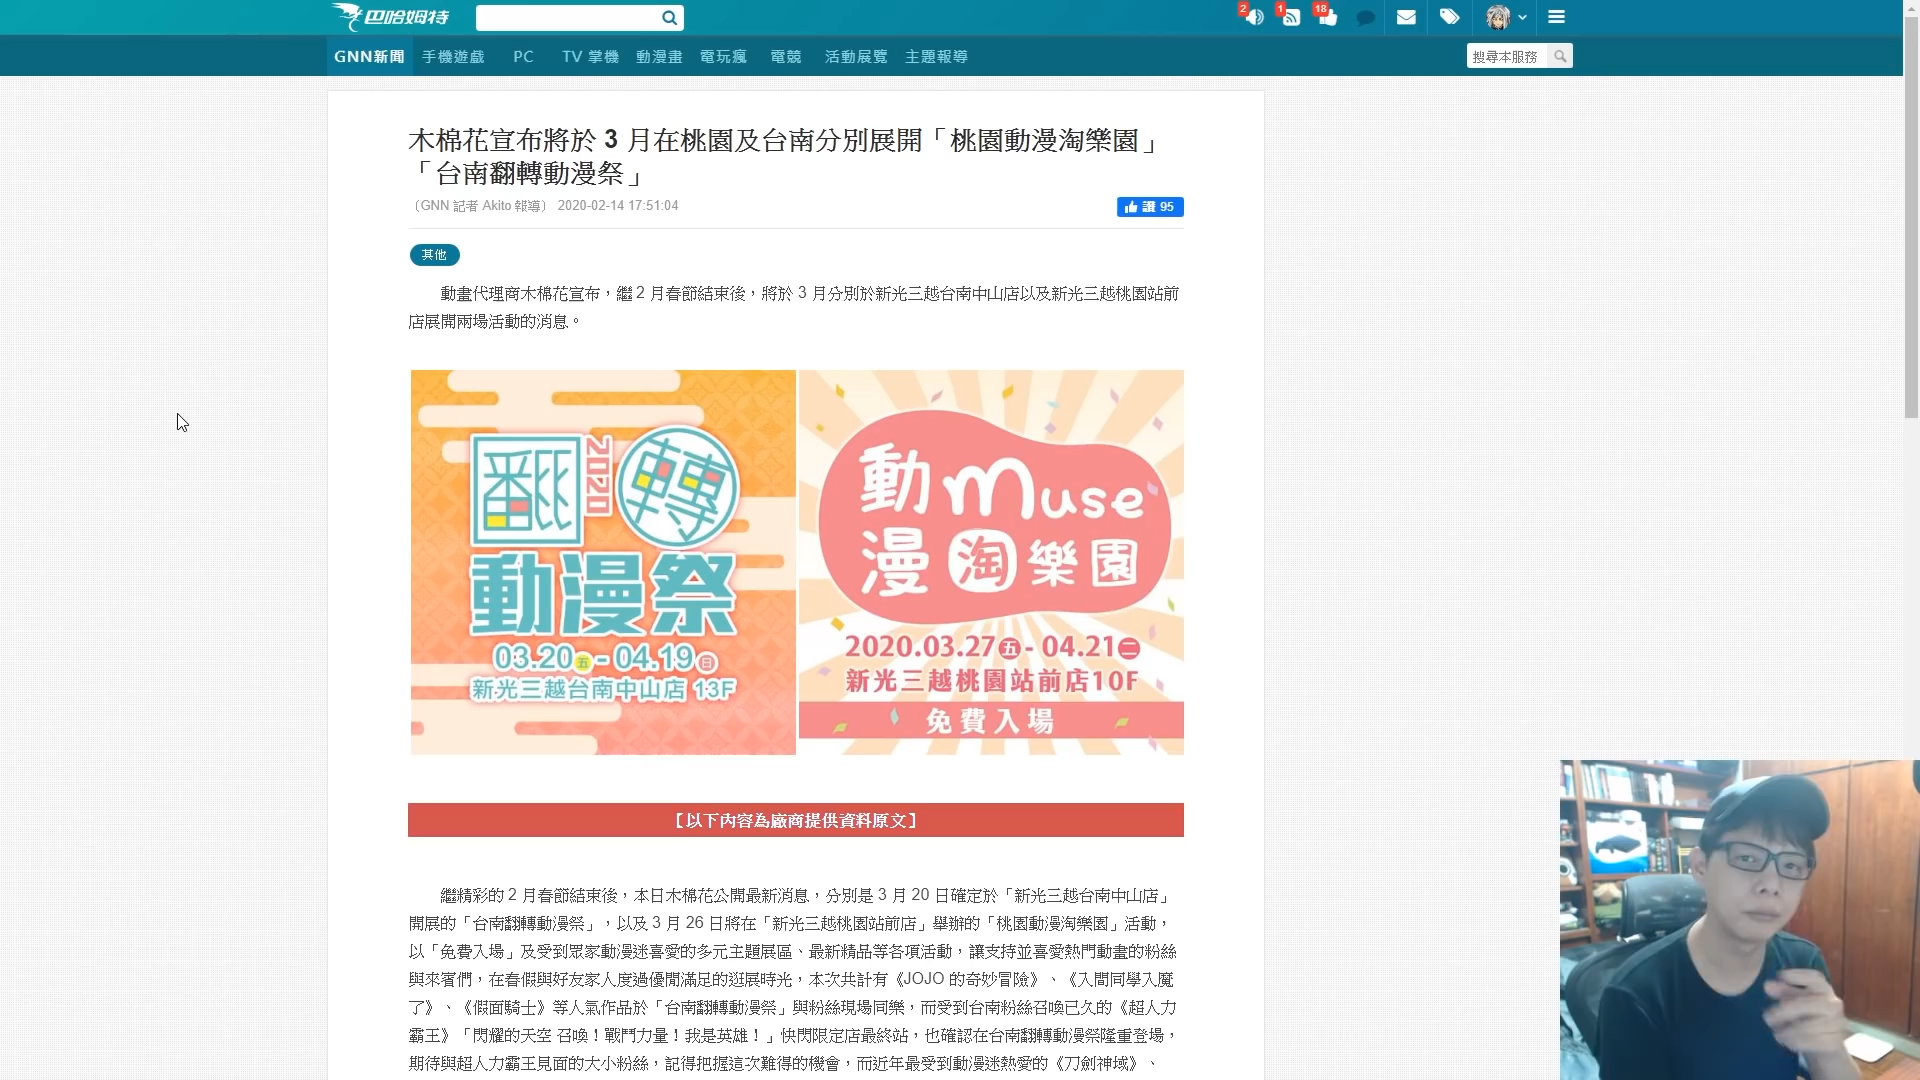 巴哈姆特
2
1
18
GNN新聞 手機遊戲 PC TV 掌機 動漫畫 電玩瘋 電競 活動展覽 主題報導
搜尋本服務
木棉花宣布將於 3 月在桃園及台南分別展開「桃園動漫淘樂園」
「台南翻轉動漫祭」
（GNN 記者 Akito 報導） 2020-02-14 17:51:04
讚 95
其他
動畫代理商木棉花宣布，繼 2 月春節結束後，將於 3 月分別於新光三越台南中山店以及新光三越桃園站前
店展開兩場活動的消息。
翻
2020
轉
動漫祭
03.20五-04.19日
新光三越台南中山店 13F
動muse
漫淘樂園
2020.03.27五-04.21二
新光三越桃園站前店10F
免費入場
【以下內容為廠商提供資料原文】
繼精彩的 2 月春節結束後，本日木棉花公開最新消息，分別是 3 月 20 日確定於「新光三越台南中山店」
開展的「台南翻轉動漫祭」，以及 3 月 26 日將在「新光三越桃園站前店」舉辦的「桃園動漫淘樂園」活動，
以「免費入場」及受到眾家動漫迷喜愛的多元主題展區、最新精品等各項活動，讓支持並喜愛熱門動畫的粉絲
與來賓們，在春假與好友家人度過優閒滿足的逛展時光，本次共計有《JOJO 的奇妙冒險》、《入間同學入魔
了》、《假面騎士》等人氣作品於「台南翻轉動漫祭」與粉絲現場同樂，而受到台南粉絲召喚已久的《超人力
霸王》「閃耀的天空 召喚！戰鬥力量！我是英雄！」快閃限定店最終站，也確認在台南翻轉動漫祭隆重登場，
期待與超人力霸王見面的大小粉絲，記得把握這次難得的機會，而近年最受到動漫迷熱愛的《刀劍神域》、